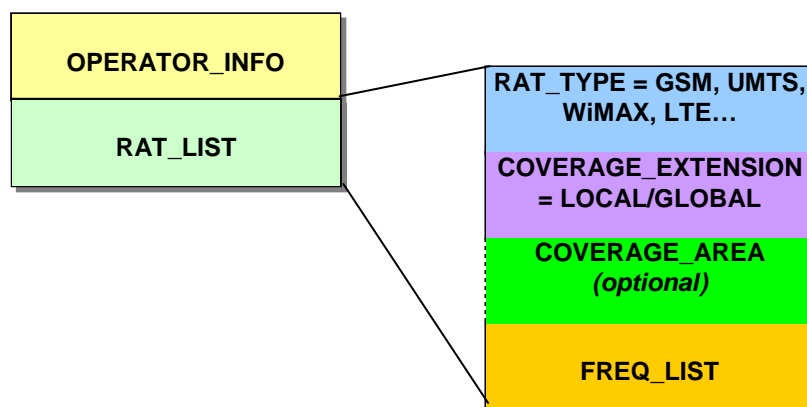 OPERATOR_INFO
RAT_LIST
RAT_TYPE = GSM, UMTS,
WiMAX, LTE…
COVERAGE_EXTENSION
= LOCAL/GLOBAL
COVERAGE_AREA
(optional)
FREQ_LIST